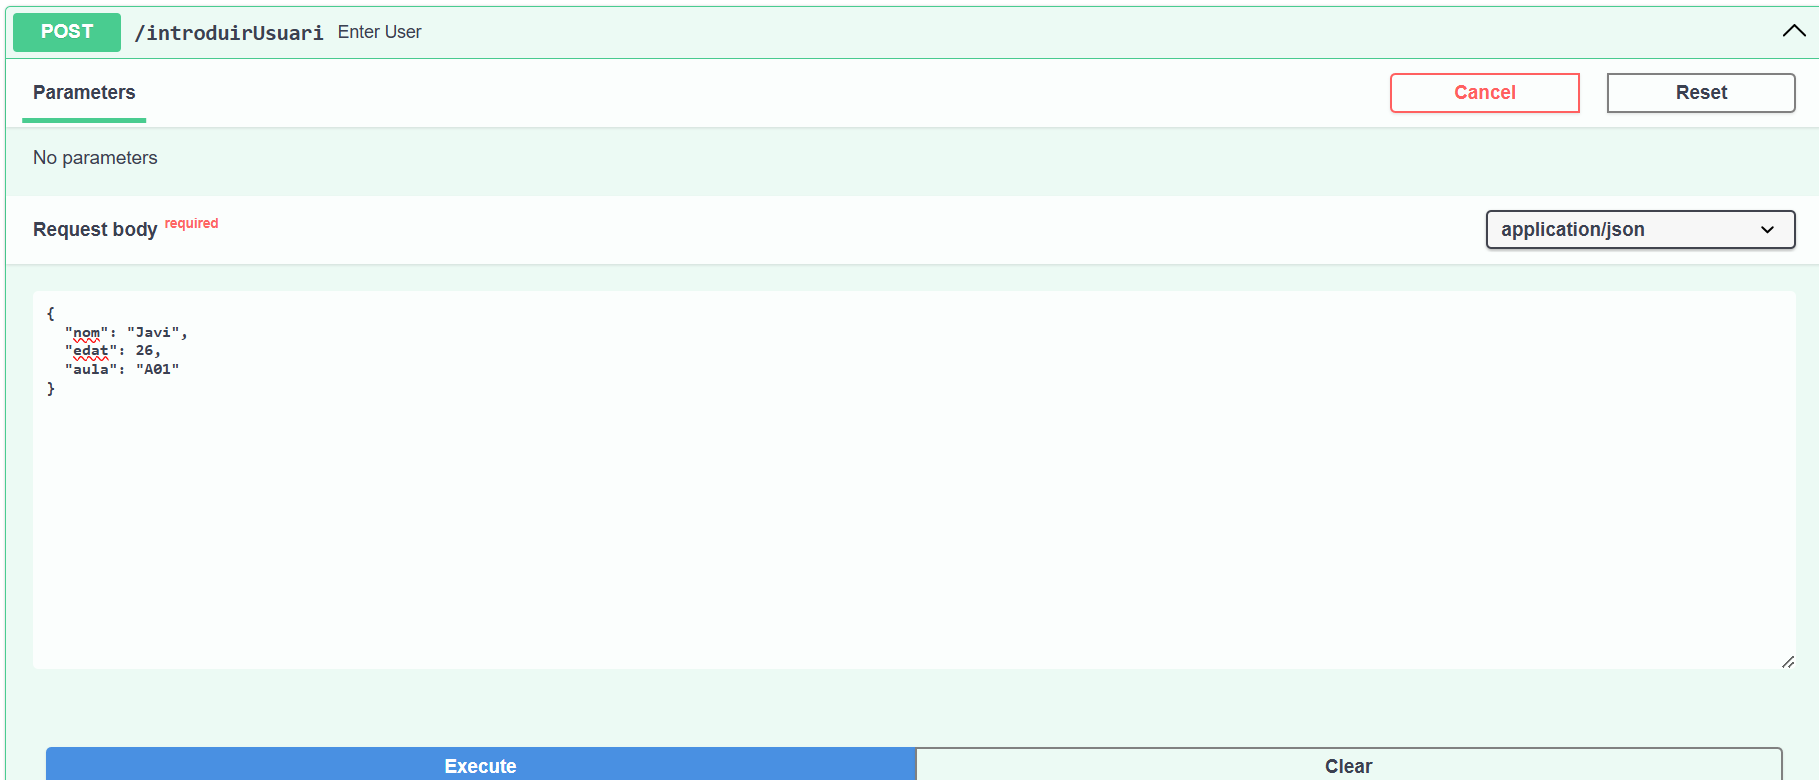 POST /introduirUsuari Enter User
Parameters Cancel Reset
No parameters
Request body required application/json
{
"nom": "Javi",
"edat": 26,
"aula": "A01"
}
Execute Clear